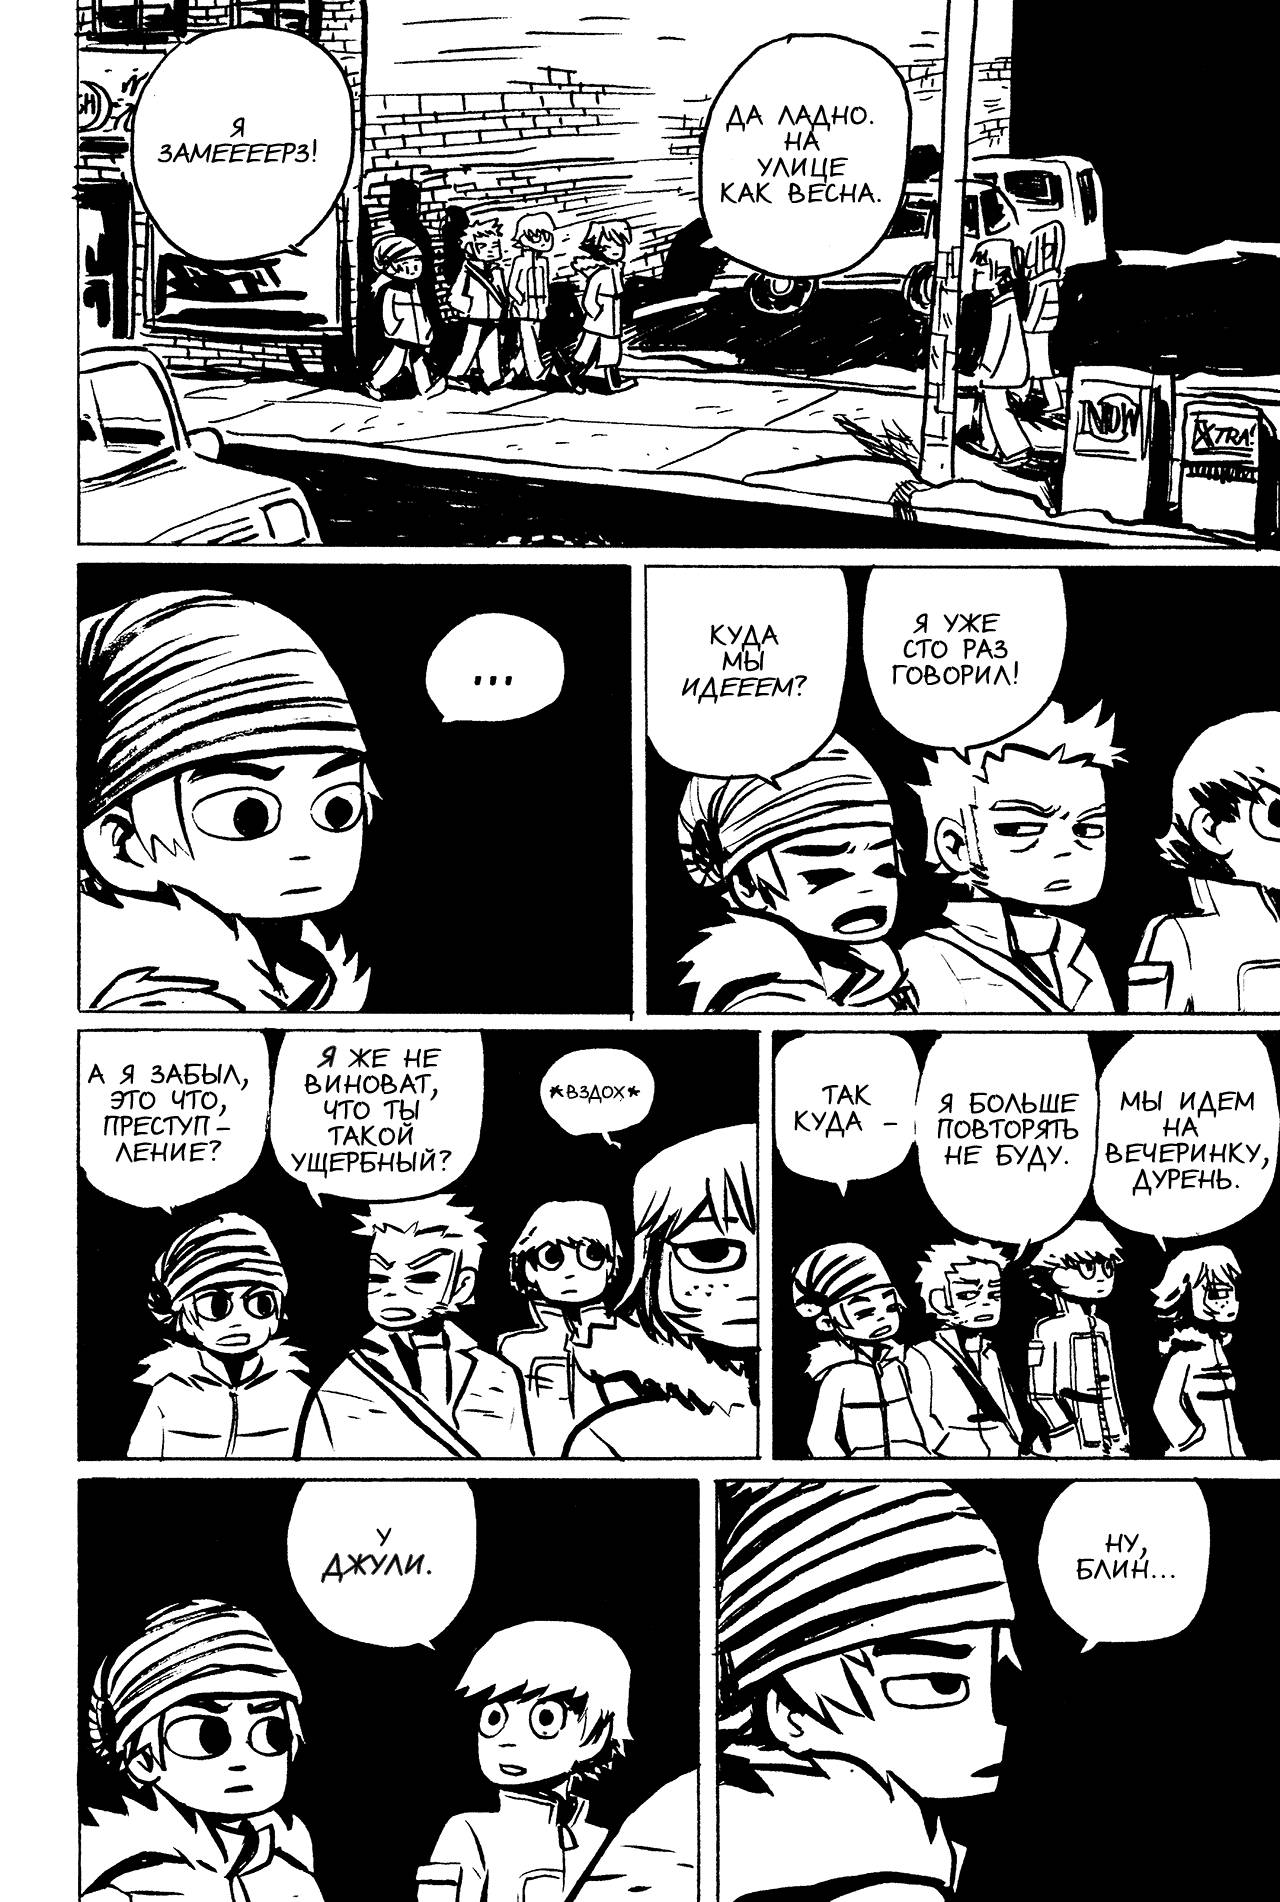 Я
ЗАМЕЕЕЕРЗ!
ДА ЛАДНО.
НА
УЛИЦЕ
КАК ВЕСНА.
NOW
XTRA!
...
КУДА
МЫ
ИДЕЕЕМ?
Я УЖЕ
СТО РАЗ
ГОВОРИЛ!
А Я ЗАБЫЛ,
ЭТО ЧТО,
ПРЕСТУП-
ЛЕНИЕ?
Я ЖЕ НЕ
ВИНОВАТ,
ЧТО ТЫ
ТАКОЙ
УЩЕРБНЫЙ?
*ВЗДОХ*
ТАК
КУДА -
Я БОЛЬШЕ
ПОВТОРЯТЬ
НЕ БУДУ.
МЫ ИДЕМ
НА
ВЕЧЕРИНКУ,
ДУРЕНЬ.
У
ДЖУЛИ.
НУ,
БЛИН...